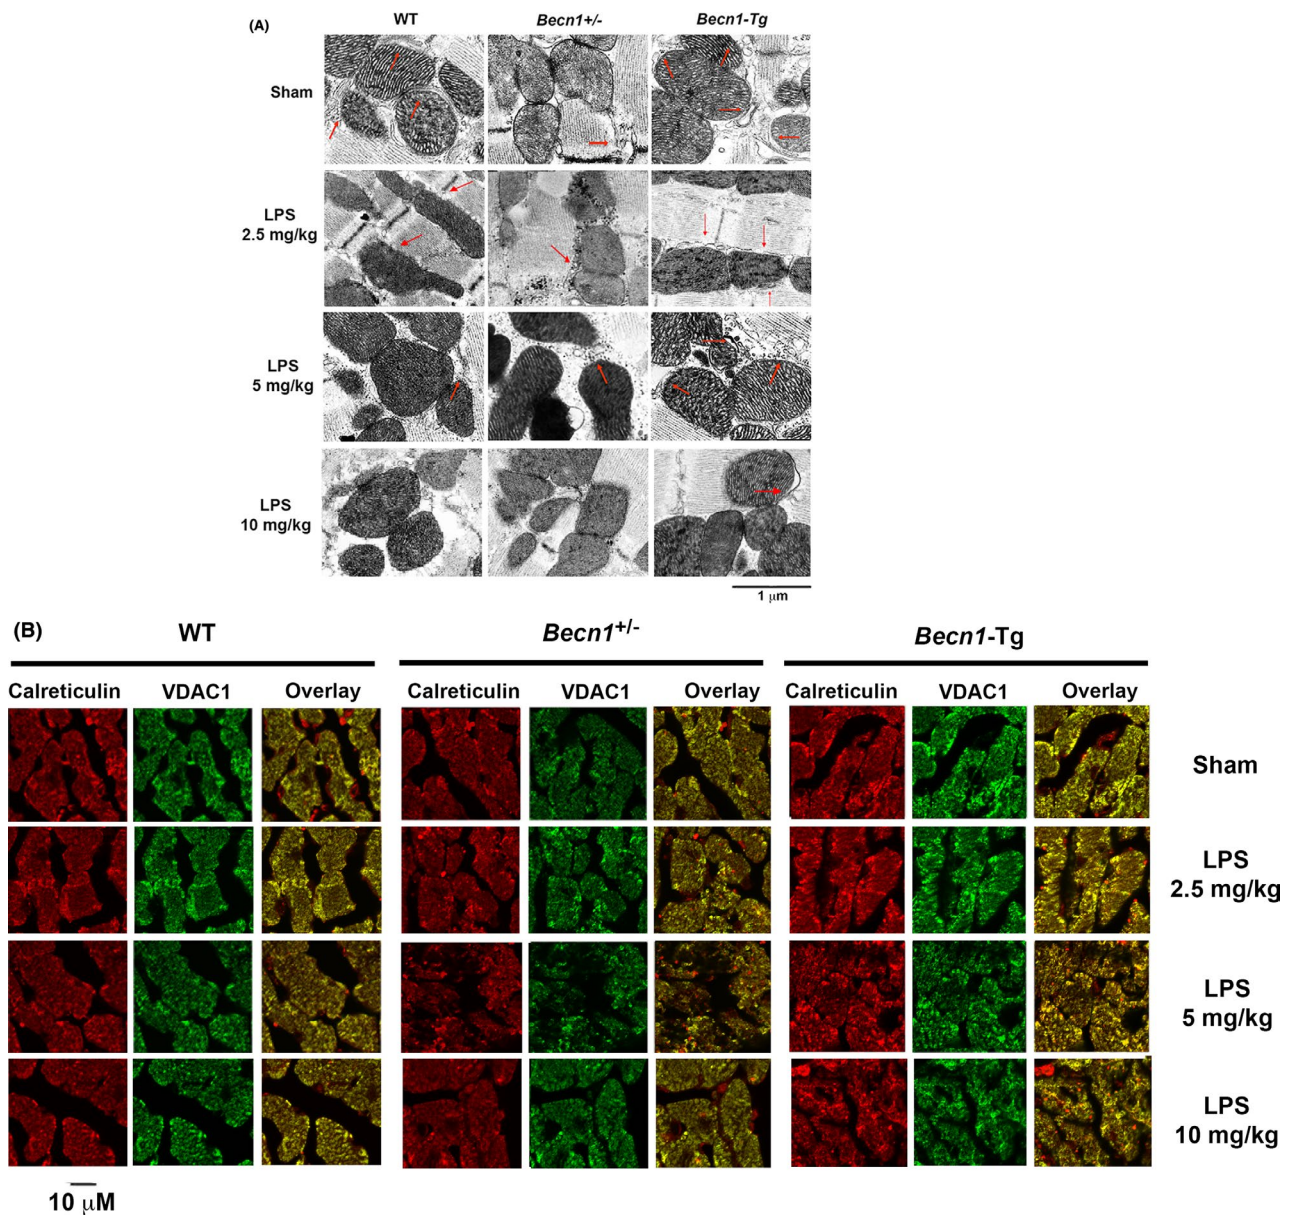 (A)
WT
Becn1+/-
Becn1-Tg
Sham
LPS
2.5 mg/kg
LPS
5 mg/kg
LPS
10 mg/kg
1 μm
(B)
WT
Becn1+/-
Becn1-Tg
Calreticulin
VDAC1
Overlay
Calreticulin
VDAC1
Overlay
Calreticulin
VDAC1
Overlay
Sham
LPS
2.5 mg/kg
LPS
5 mg/kg
LPS
10 mg/kg
10 μM